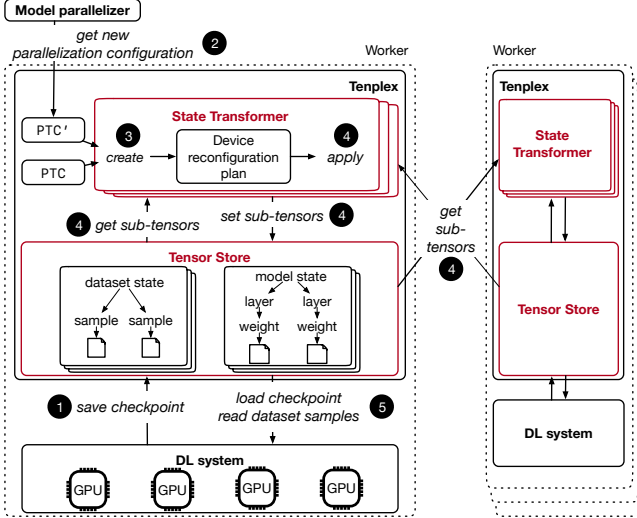 Model parallelizer
get new
parallelization configuration
2
Worker
Worker
Tenplex
Tenplex
State Transformer
PTC′
PTC
3
create
Device
reconfiguration
plan
4
apply
State
Transformer
4
get sub-tensors
set sub-tensors
4
get
sub-
tensors
4
Tensor Store
dataset state
sample
sample
model state
layer
layer
weight
weight
Tensor Store
1
save checkpoint
load checkpoint
read dataset samples
5
DL system
GPU
GPU
GPU
GPU
DL system